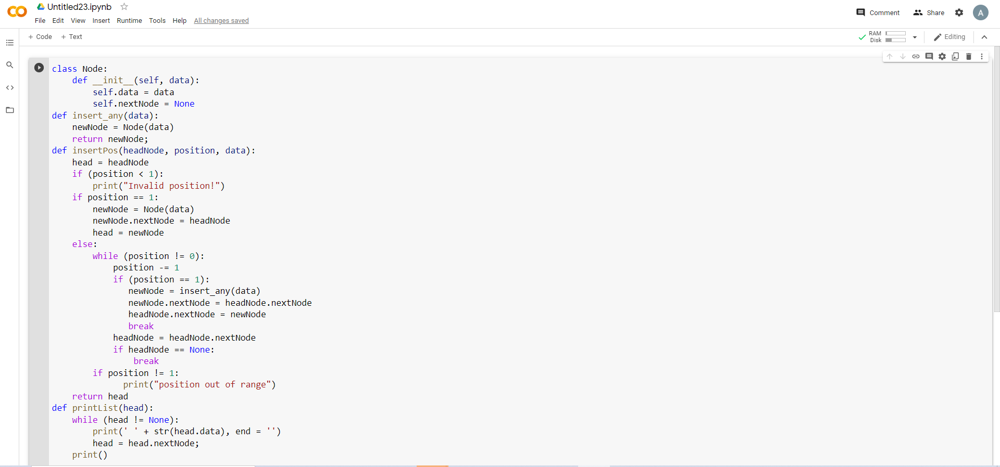 Untitled23.ipynb
File Edit View Insert Runtime Tools Help All changes saved
Comment Share A
+ Code + Text
RAM
Disk
Editing
class Node:
    def __init__(self, data):
        self.data = data
        self.nextNode = None
def insert_any(data):
    newNode = Node(data)
    return newNode;
def insertPos(headNode, position, data):
    head = headNode
    if (position < 1):
        print("Invalid position!")
    if position == 1:
        newNode = Node(data)
        newNode.nextNode = headNode
        head = newNode
    else:
        while (position != 0):
            position -= 1
            if (position == 1):
               newNode = insert_any(data)
               newNode.nextNode = headNode.nextNode
               headNode.nextNode = newNode
               break
            headNode = headNode.nextNode
            if headNode == None:
                break
        if position != 1:
              print("position out of range")
    return head
def printList(head):
    while (head != None):
        print(' ' + str(head.data), end = '')
        head = head.nextNode;
    print()